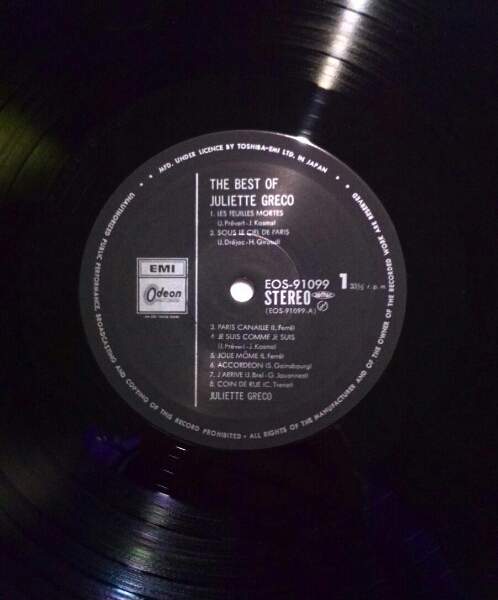 MFD. UNDER LICENCE BY TOSHIBA-EMI LTD. IN JAPAN
UNAUTHORIZED PUBLIC PERFORMANCE, BROADCASTING AND COPYING OF THIS RECORD PROHIBITED • ALL RIGHTS OF THE MANUFACTURER AND OF THE OWNER OF THE RECORDED WORK ARE RESERVED
THE BEST OF
JULIETTE GRECO
1. LES FEUILLES MORTES
(J. Prévert-J. Kosma)
2. SOUS LE CIEL DE PARIS
(J. Dréjac-H. Giraud)
EMI
Odeon
EOS-91099
1
33⅓ r.p.m.
STEREO
(EOS-91099-A)
3. PARIS CANAILLE (L. Ferré)
4. JE SUIS COMME JE SUIS
(J. Prévert-J. Kosma)
5. JOLIE MÔME (L. Ferré)
6. ACCORDEON (S. Gainsbourg)
7. J'ARRIVE (J. Brel-G. Jouannest)
8. COIN DE RUE (C. Trenet)
JULIETTE GRECO